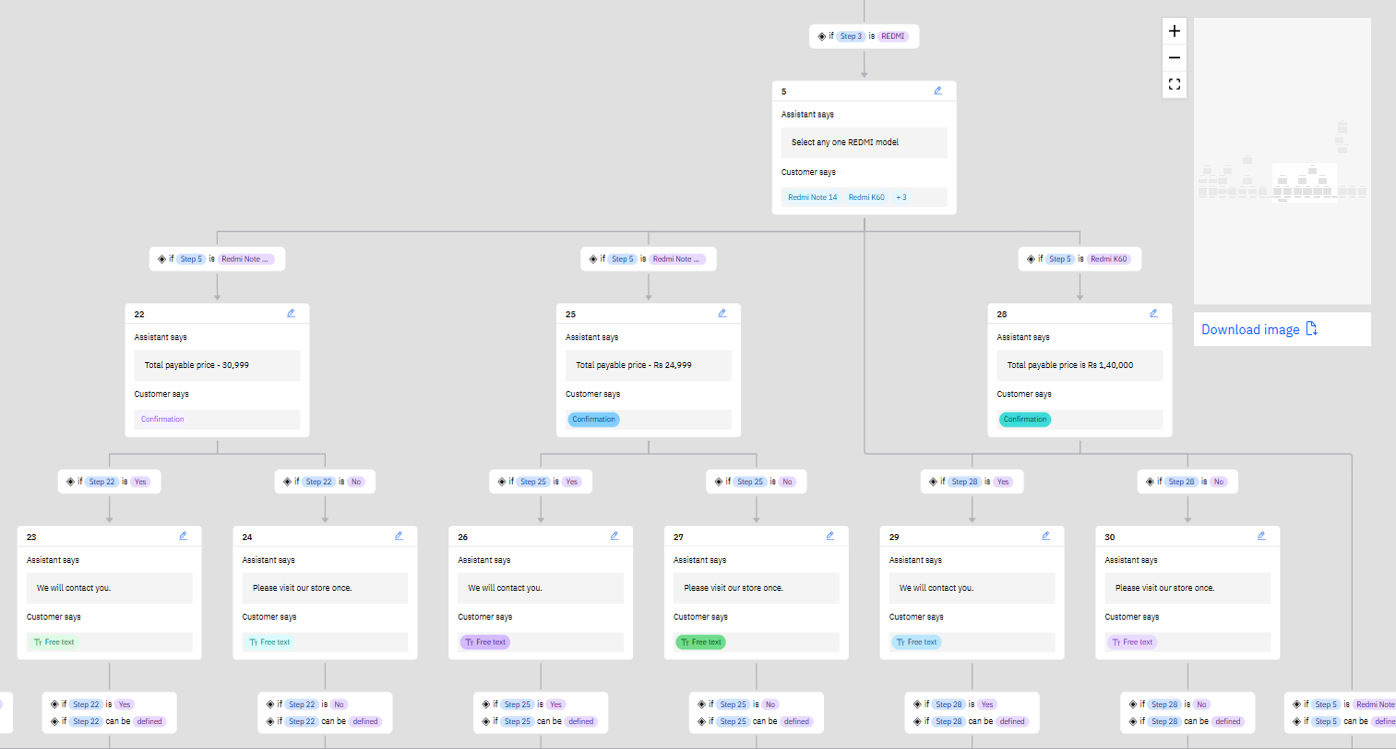 if Step 3 is REDMI
5
Assistant says
Select any one REDMI model
Customer says
Redmi Note 14 Redmi K60 + 3
if Step 5 is Redmi Note ...
if Step 5 is Redmi Note ...
if Step 5 is Redmi K60
Download image
22
Assistant says
Total payable price - 30,999
Customer says
Confirmation
25
Assistant says
Total payable price - Rs 24,999
Customer says
Confirmation
28
Assistant says
Total payable price is Rs 1,40,000
Customer says
Confirmation
if Step 22 is Yes
if Step 22 is No
if Step 25 is Yes
if Step 25 is No
if Step 28 is Yes
if Step 28 is No
23
Assistant says
We will contact you.
Customer says
Free text
24
Assistant says
Please visit our store once.
Customer says
Free text
26
Assistant says
We will contact you.
Customer says
Free text
27
Assistant says
Please visit our store once.
Customer says
Free text
29
Assistant says
We will contact you.
Customer says
Free text
30
Assistant says
Please visit our store once.
Customer says
Free text
if Step 22 is Yes
if Step 22 can be defined
if Step 22 is No
if Step 22 can be defined
if Step 25 is Yes
if Step 25 can be defined
if Step 25 is No
if Step 25 can be defined
if Step 28 is Yes
if Step 28 can be defined
if Step 28 is No
if Step 28 can be defined
if Step 5 is Redmi Note
if Step 5 can be define